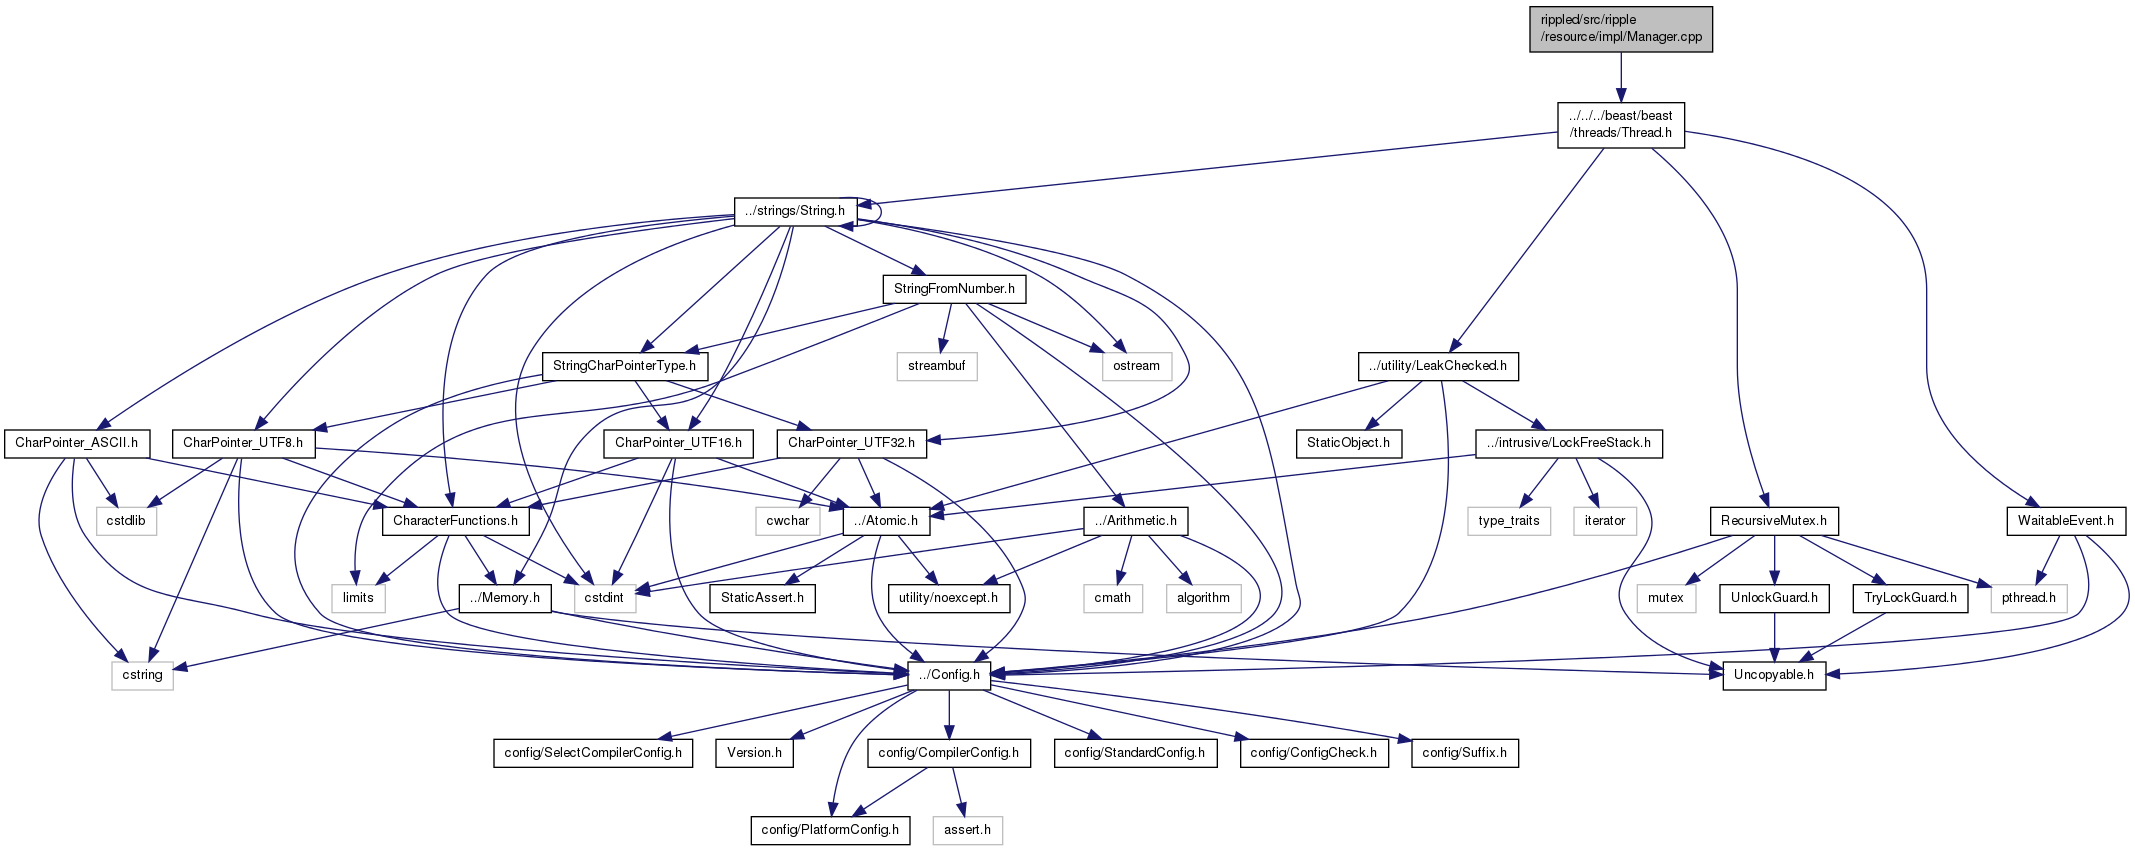 rippled/src/ripple
/resource/impl/Manager.cpp
../../../beast/beast
/threads/Thread.h
../strings/String.h
StringFromNumber.h
StringCharPointerType.h
streambuf
ostream
../utility/LeakChecked.h
CharPointer_ASCII.h
CharPointer_UTF8.h
CharPointer_UTF16.h
CharPointer_UTF32.h
StaticObject.h
../intrusive/LockFreeStack.h
cstdlib
CharacterFunctions.h
cwchar
../Atomic.h
../Arithmetic.h
type_traits
iterator
RecursiveMutex.h
WaitableEvent.h
limits
../Memory.h
cstdint
StaticAssert.h
utility/noexcept.h
cmath
algorithm
mutex
UnlockGuard.h
TryLockGuard.h
pthread.h
cstring
../Config.h
Uncopyable.h
config/SelectCompilerConfig.h
Version.h
config/CompilerConfig.h
config/StandardConfig.h
config/ConfigCheck.h
config/Suffix.h
config/PlatformConfig.h
assert.h